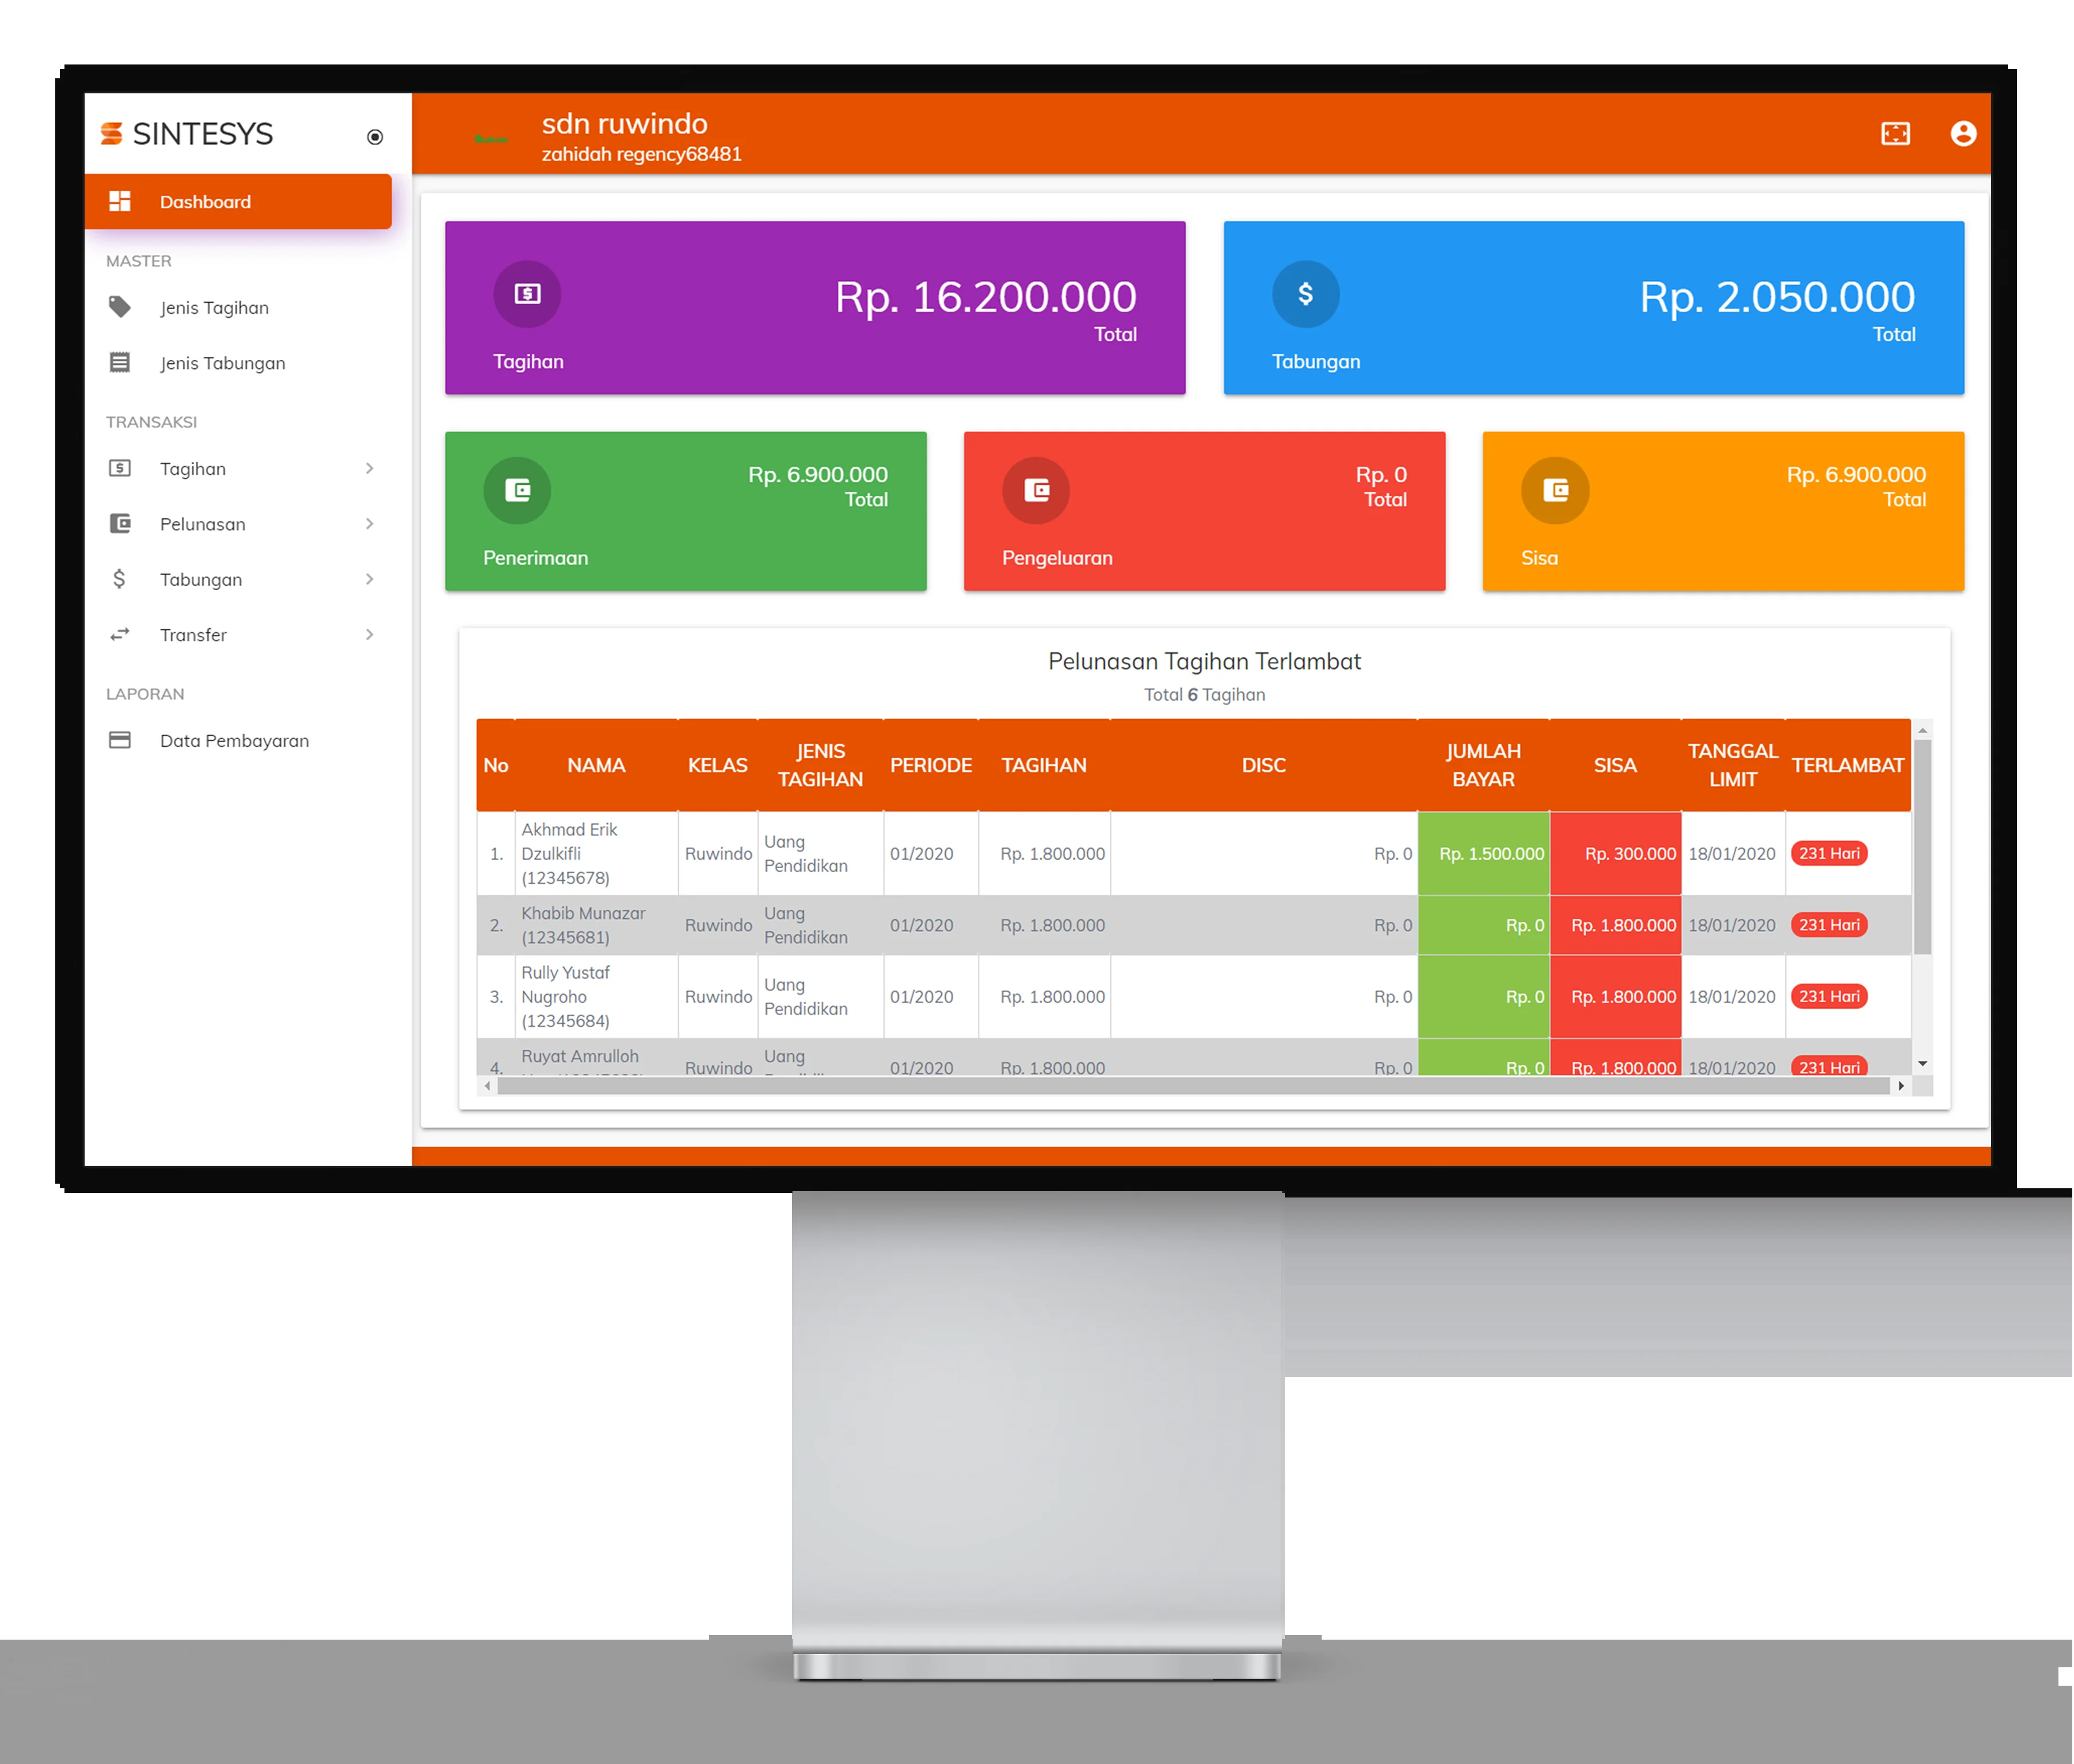 SINTESYS
sdn ruwindo
zahidah regency68481
Dashboard
MASTER
Jenis Tagihan
Jenis Tabungan
TRANSAKSI
Tagihan
Pelunasan
Tabungan
Transfer
LAPORAN
Data Pembayaran
Rp. 16.200.000
Total
Tagihan
Rp. 2.050.000
Total
Tabungan
Rp. 6.900.000
Total
Penerimaan
Rp. 0
Total
Pengeluaran
Rp. 6.900.000
Total
Sisa
Pelunasan Tagihan Terlambat
Total 6 Tagihan
No NAMA KELAS JENIS TAGIHAN PERIODE TAGIHAN DISC JUMLAH BAYAR SISA TANGGAL LIMIT TERLAMBAT
1. Akhmad Erik Dzulkifli (12345678) Ruwindo Uang Pendidikan 01/2020 Rp. 1.800.000 Rp. 0 Rp. 1.500.000 Rp. 300.000 18/01/2020 231 Hari
2. Khabib Munazar (12345681) Ruwindo Uang Pendidikan 01/2020 Rp. 1.800.000 Rp. 0 Rp. 0 Rp. 1.800.000 18/01/2020 231 Hari
3. Rully Yustaf Nugroho (12345684) Ruwindo Uang Pendidikan 01/2020 Rp. 1.800.000 Rp. 0 Rp. 0 Rp. 1.800.000 18/01/2020 231 Hari
4. Ruyat Amrulloh Ruwindo Uang 01/2020 Rp. 1.800.000 Rp. 0 Rp. 0 Rp. 1.800.000 18/01/2020 231 Hari